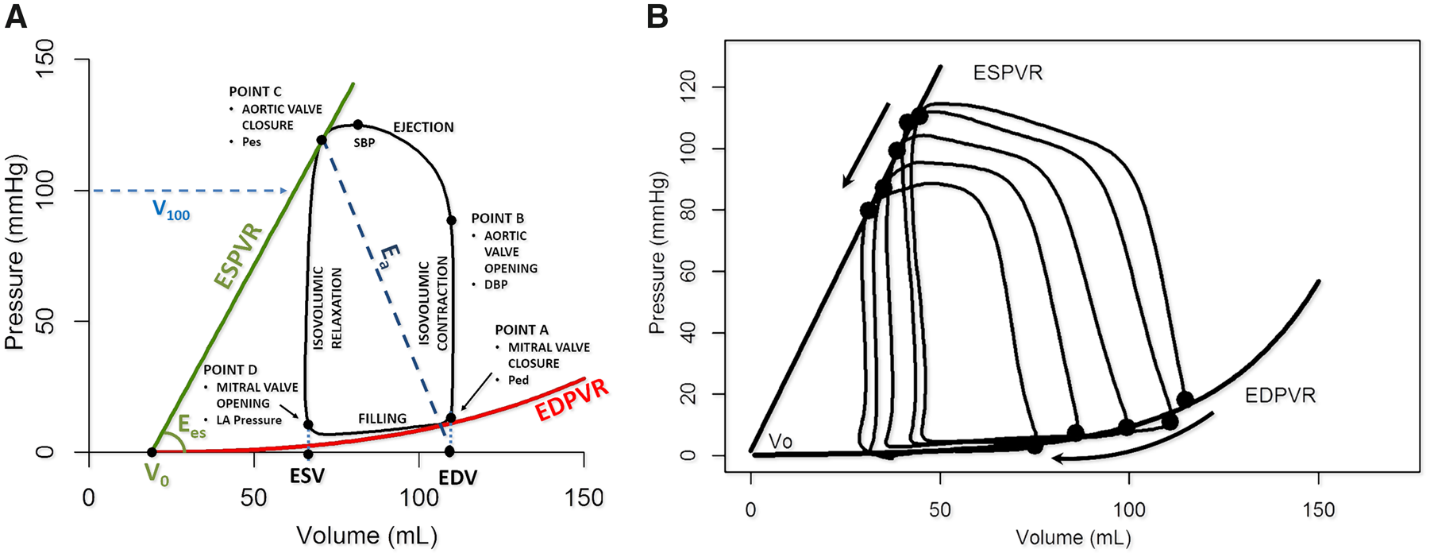 A
150
100
50
0
Pressure (mmHg)
0
50
100
150
Volume (mL)
POINT C
• AORTIC VALVE
CLOSURE
• Pes
SBP
EJECTION
V100
ESPVR
Ea
ISOVOLUMIC
RELAXATION
ISOVOLUMIC
CONTRACTION
POINT B
• AORTIC
VALVE
OPENING
• DBP
POINT A
• MITRAL VALVE
CLOSURE
• Ped
POINT D
• MITRAL VALVE
OPENING
• LA Pressure
FILLING
EDPVR
Ees
V0
ESV
EDV
B
120
100
80
60
40
20
0
Pressure (mmHg)
ESPVR
EDPVR
Vo
0
50
100
150
Volume (mL)